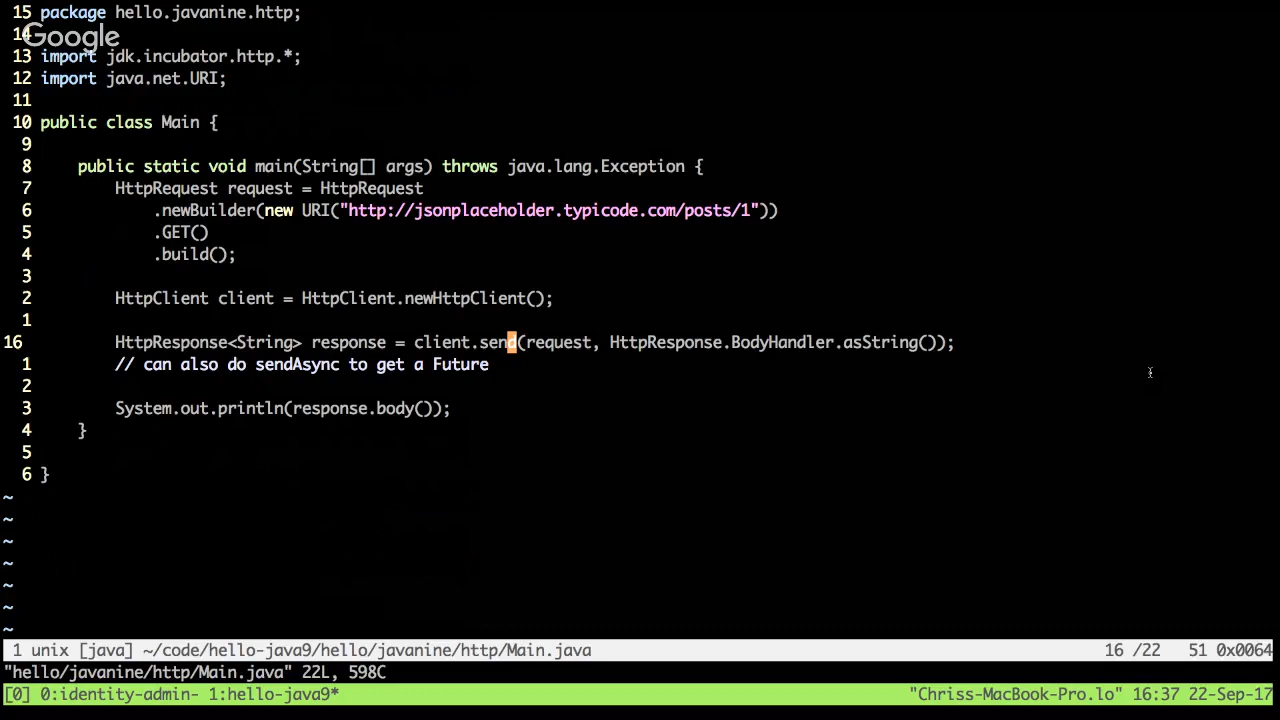 15 package hello.javanine.http;
14
Google
13 import jdk.incubator.http.*;
12 import java.net.URI;
11
10 public class Main {
9
8     public static void main(String[] args) throws java.lang.Exception {
7         HttpRequest request = HttpRequest
6             .newBuilder(new URI("http://jsonplaceholder.typicode.com/posts/1"))
5             .GET()
4             .build();
3
2         HttpClient client = HttpClient.newHttpClient();
1
16         HttpResponse<String> response = client.send(request, HttpResponse.BodyHandler.asString());
1         // can also do sendAsync to get a Future
2
3         System.out.println(response.body());
4     }
5
6 }
~
~
~
~
~
~
~
1 unix [java] ~/code/hello-java9/hello/javanine/http/Main.java 16 /22 51 0x0064
"hello/javanine/http/Main.java" 22L, 598C
[0] 0:identity-admin- 1:hello-java9* "Chriss-MacBook-Pro.lo" 16:37 22-Sep-17